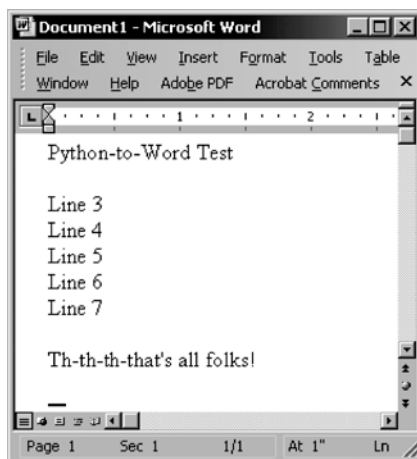 Document1 - Microsoft Word
File Edit View Insert Format Tools Table
Window Help Adobe PDF Acrobat Comments
1 2
Python-to-Word Test
Line 3
Line 4
Line 5
Line 6
Line 7
Th-th-th-that's all folks!
Page 1 Sec 1 1/1 At 1" Ln